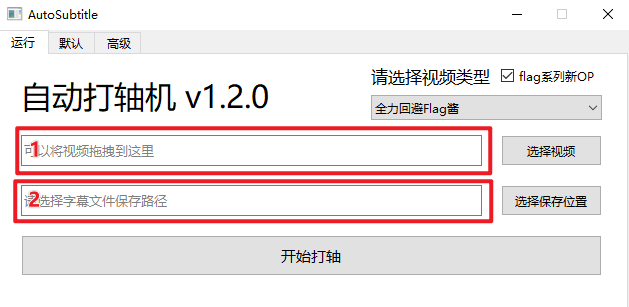 AutoSubtitle
运行 默认 高级
自动打轴机 v1.2.0
请选择视频类型 flag系列新OP
全力回避Flag酱
1
可以将视频拖拽到这里
选择视频
2
请选择字幕文件保存路径
选择保存位置
开始打轴